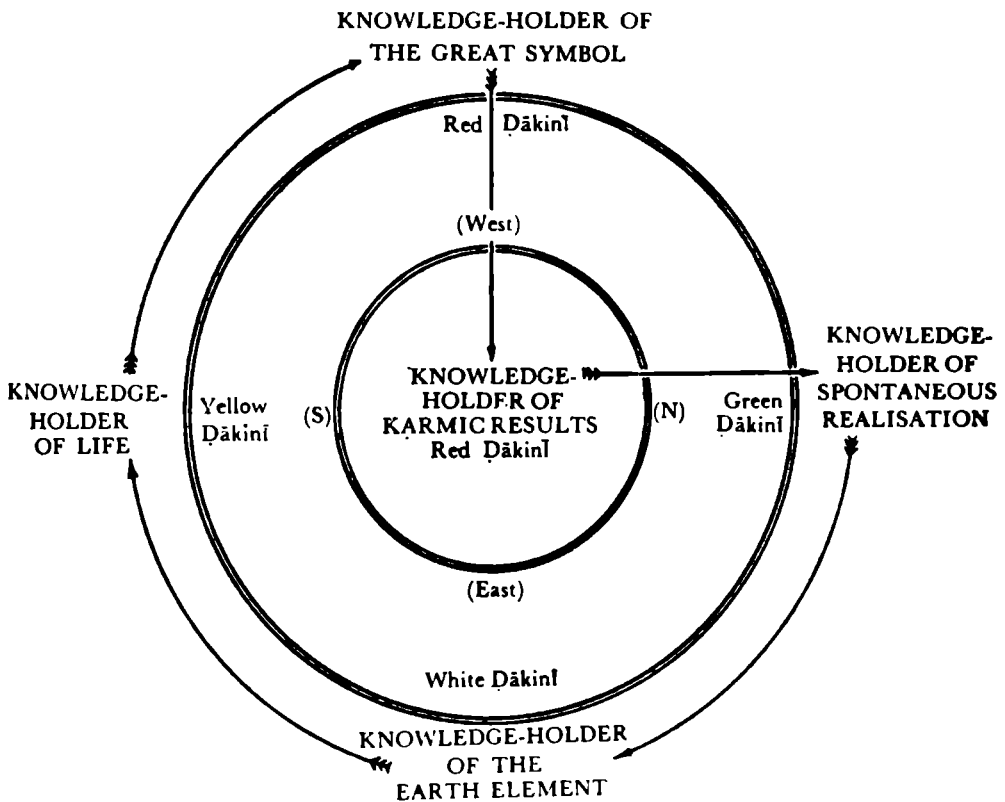 KNOWLEDGE-HOLDER OF
THE GREAT SYMBOL
Red Ḍākinī
(West)
KNOWLEDGE-
HOLDER OF
SPONTANEOUS
REALISATION
KNOWLEDGE-
HOLDER
OF LIFE
Yellow
Ḍākinī
(S)
KNOWLEDGE-
HOLDER OF
KARMIC RESULTS
Red Ḍākinī
(N)
Green
Ḍākinī
(East)
White Ḍākinī
KNOWLEDGE-HOLDER
OF THE
EARTH ELEMENT